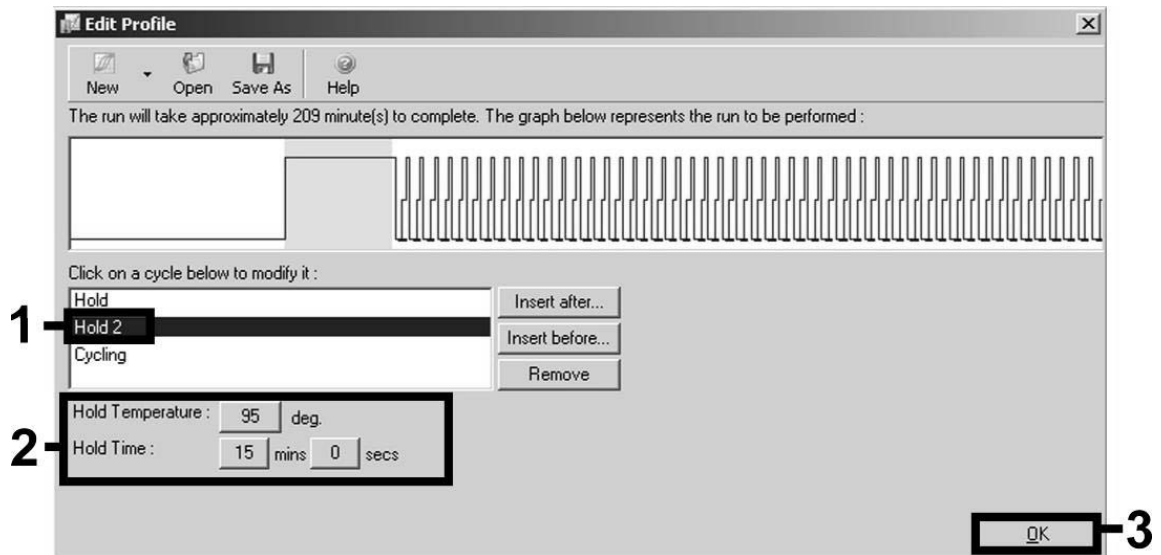 Edit Profile
New Open Save As Help
The run will take approximately 209 minute(s) to complete. The graph below represents the run to be performed :
Click on a cycle below to modify it :
Hold
Insert after...
1
Hold 2
Insert before...
Cycling
Remove
2
Hold Temperature : 95 deg.
Hold Time : 15 mins 0 secs
OK
3